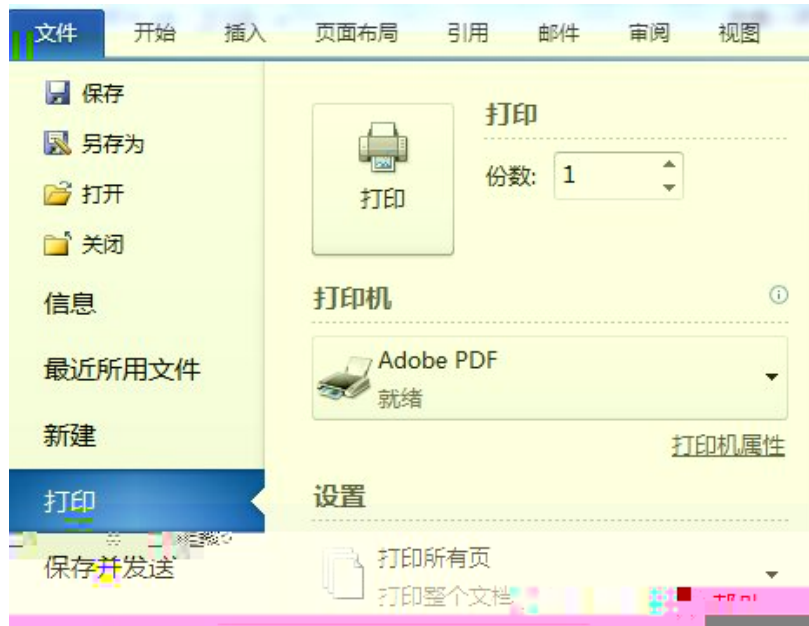 文件 开始 插入 页面布局 引用 邮件 审阅 视图
保存
另存为
打开
关闭
信息
最近所用文件
新建
打印
保存并发送
打印
打印
份数: 1
打印机
Adobe PDF
就绪
打印机属性
设置
打印所有页
打印整个文档